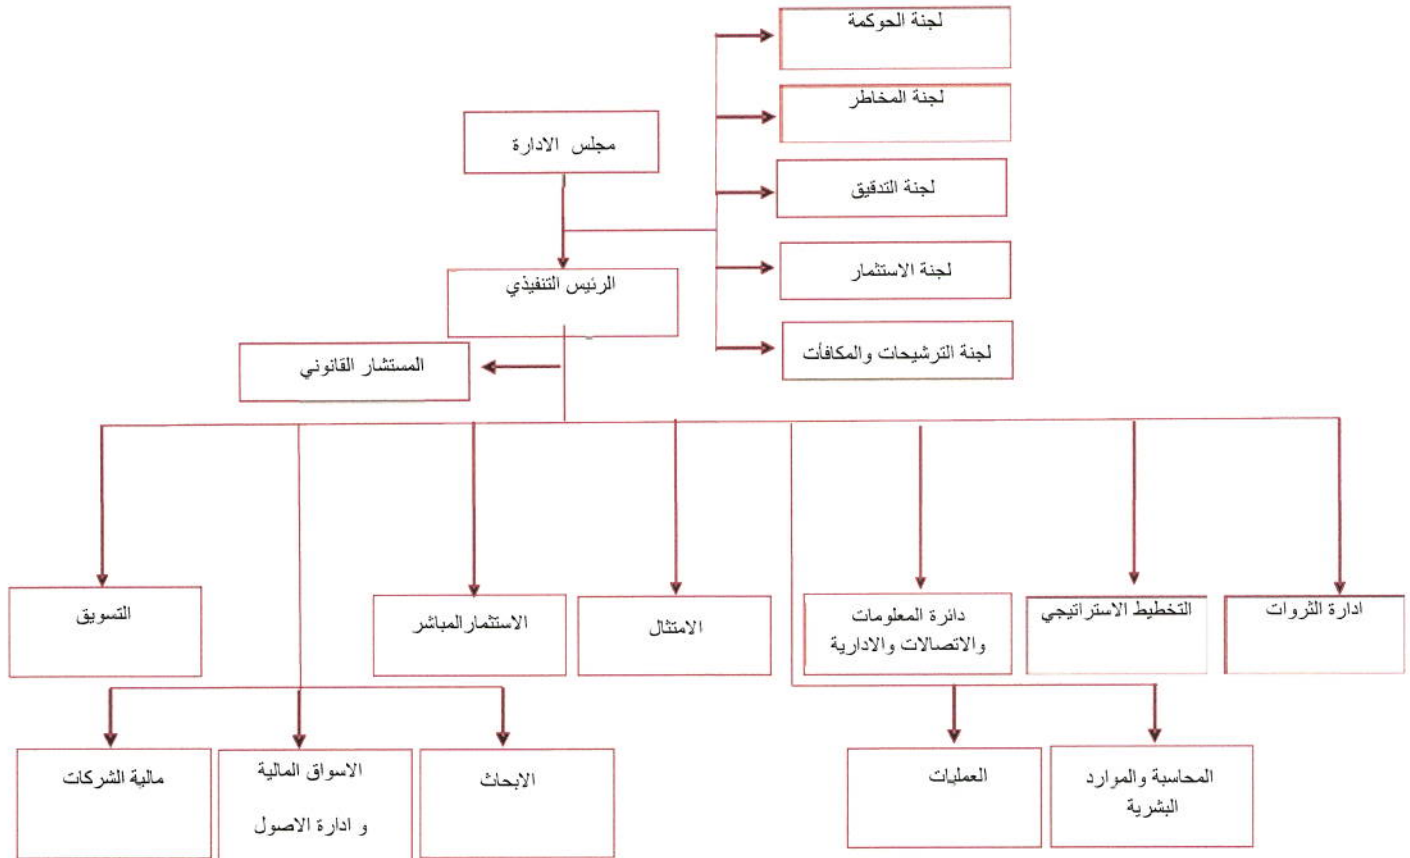 لجنة الحوكمة
لجنة المخاطر
مجلس الادارة
لجنة التدقيق
لجنة الاستثمار
الرئيس التنفيذي
لجنة الترشيحات والمكافأت
المستشار القانوني
ادارة الثروات
التخطيط الاستراتيجي
دائرة المعلومات
والاتصالات والادارية
الامتثال
الاستثمار المباشر
التسويق
المحاسبة والموارد
البشرية
العمليات
الابحاث
الاسواق المالية
و ادارة الاصول
مالية الشركات